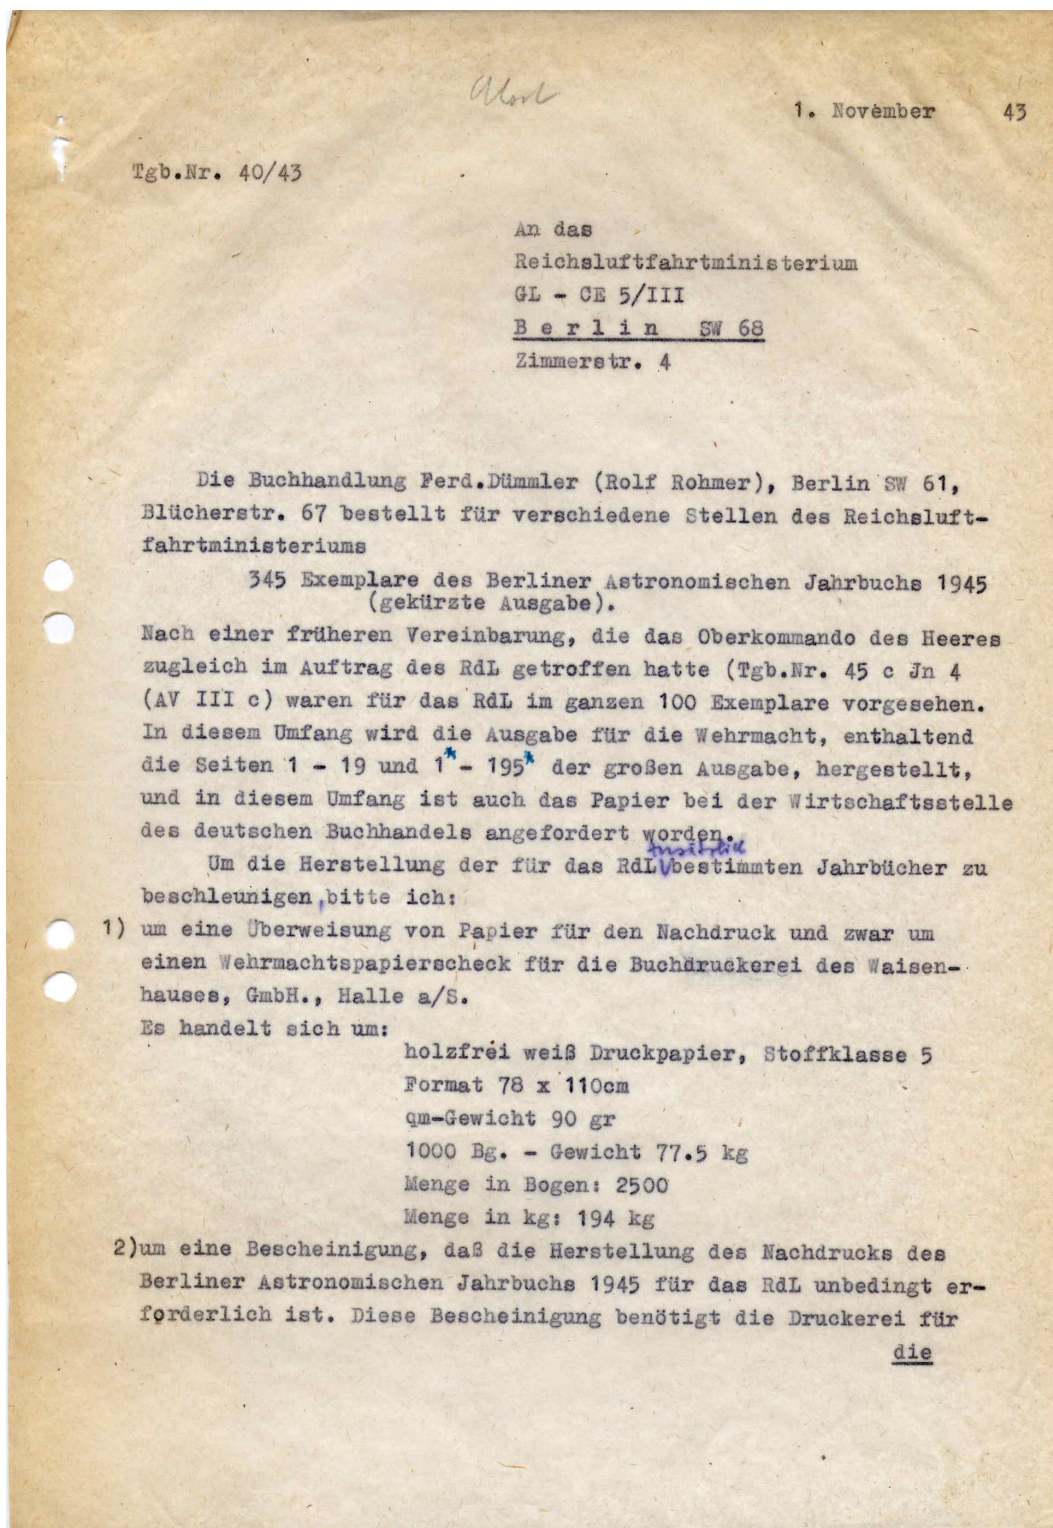 1. November 43
Tgb.Nr. 40/43
An das
Reichsluftfahrtministerium
GL - CE 5/III
Berlin SW 68
Zimmerstr. 4
Die Buchhandlung Ferd.Dümmler (Rolf Rohmer), Berlin SW 61,
Blücherstr. 67 bestellt für verschiedene Stellen des Reichsluft-
fahrtministeriums
345 Exemplare des Berliner Astronomischen Jahrbuchs 1945
(gekürzte Ausgabe).
Nach einer früheren Vereinbarung, die das Oberkommando des Heeres
zugleich im Auftrag des RdL getroffen hatte (Tgb.Nr. 45 c Jn 4
(AV III c) waren für das RdL im ganzen 100 Exemplare vorgesehen.
In diesem Umfang wird die Ausgabe für die Wehrmacht, enthaltend
die Seiten 1 - 19 und 1*- 195* der großen Ausgabe, hergestellt,
und in diesem Umfang ist auch das Papier bei der Wirtschaftsstelle
des deutschen Buchhandels angefordert worden.
zusätzlich
Um die Herstellung der für das RdL bestimmten Jahrbücher zu
beschleunigen, bitte ich:
1) um eine Überweisung von Papier für den Nachdruck und zwar um
einen Wehrmachtspapierscheck für die Buchdruckerei des Waisen-
hauses, GmbH., Halle a/S.
Es handelt sich um:
holzfrei weiß Druckpapier, Stoffklasse 5
Format 78 x 110cm
qm-Gewicht 90 gr
1000 Bg. - Gewicht 77.5 kg
Menge in Bogen: 2500
Menge in kg: 194 kg
2)um eine Bescheinigung, daß die Herstellung des Nachdrucks des
Berliner Astronomischen Jahrbuchs 1945 für das RdL unbedingt er-
forderlich ist. Diese Bescheinigung benötigt die Druckerei für
die